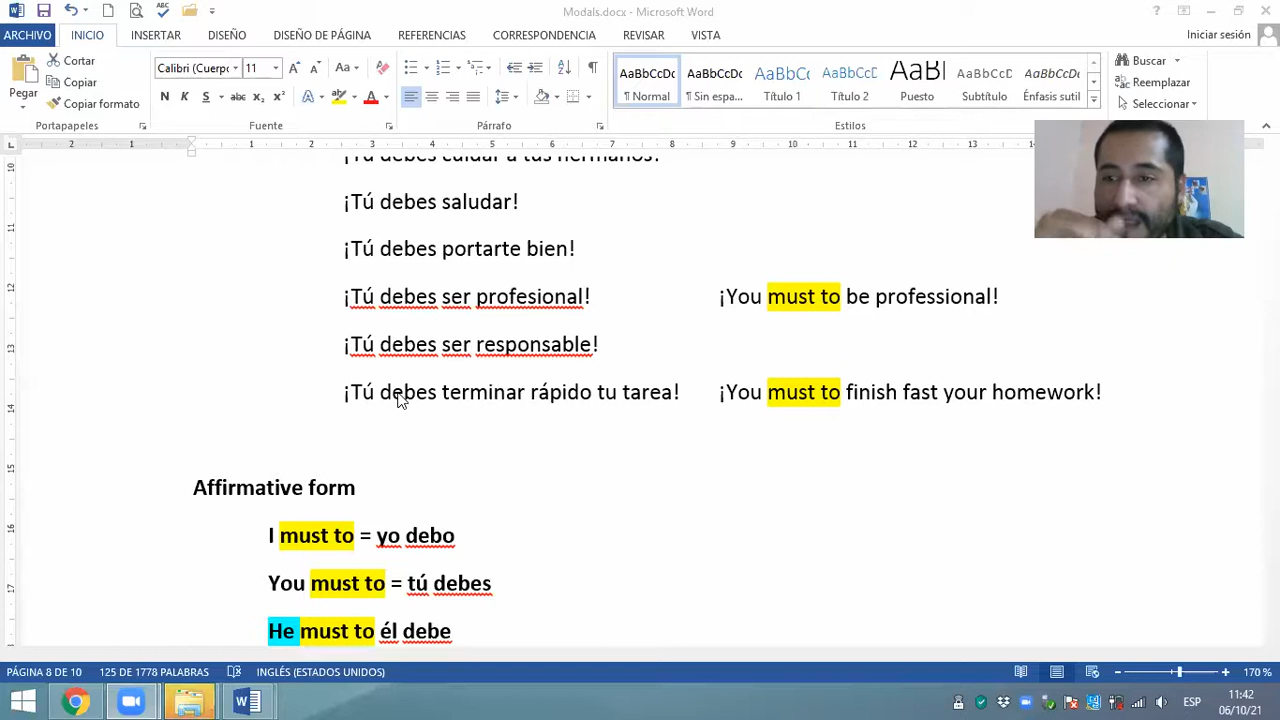 Modals.docx - Microsoft Word
ARCHIVO INICIO INSERTAR DISEÑO DISEÑO DE PÁGINA REFERENCIAS CORRESPONDENCIA REVISAR VISTA Iniciar sesión
Pegar
Cortar
Copiar
Copiar formato
Portapapeles
Calibri (Cuerpo 11
Fuente
Párrafo
AaBbCcDc AaBbCcDc AaBbCc AaBbCcD AaBl AaBbCcD AaBbCcDc
¶ Normal ¶ Sin espa... Título 1 Título 2 Puesto Subtítulo Énfasis sutil
Estilos
Buscar
Reemplazar
Seleccionar
¡Tú debes cuidar a tus hermanos!
¡Tú debes saludar!
¡Tú debes portarte bien!
¡Tú debes ser profesional! ¡You must to be professional!
¡Tú debes ser responsable!
¡Tú debes terminar rápido tu tarea! ¡You must to finish fast your homework!
Affirmative form
I must to = yo debo
You must to = tú debes
He must to él debe
PÁGINA 8 DE 10 125 DE 1778 PALABRAS INGLÉS (ESTADOS UNIDOS) 170 %
ESP
11:42
06/10/21